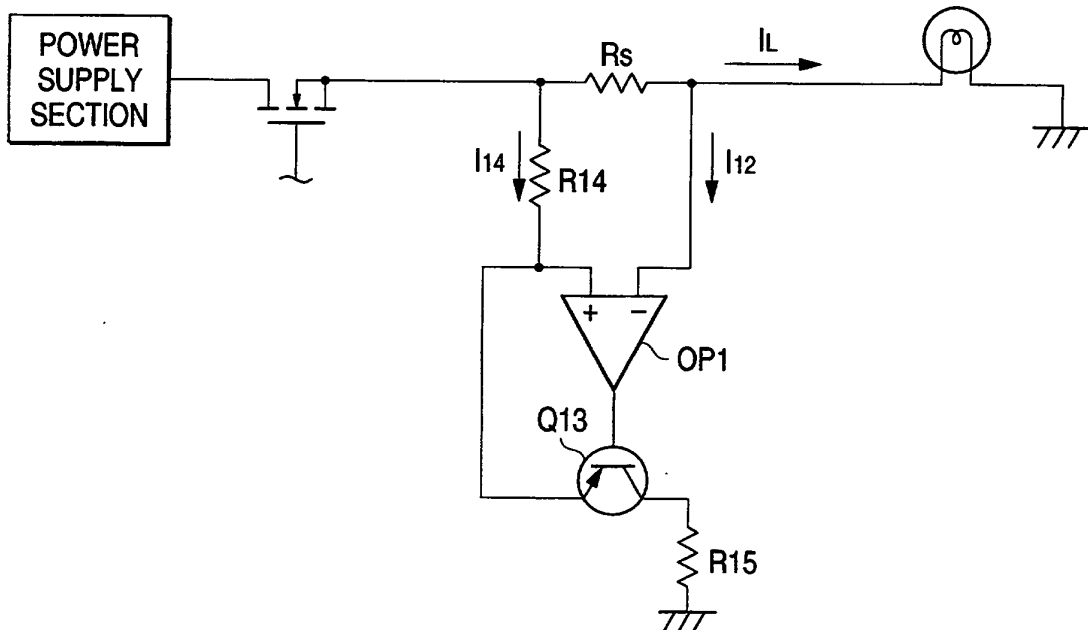 POWER
SUPPLY
SECTION
Rs
IL
I14
R14
I12
+ −
OP1
Q13
R15